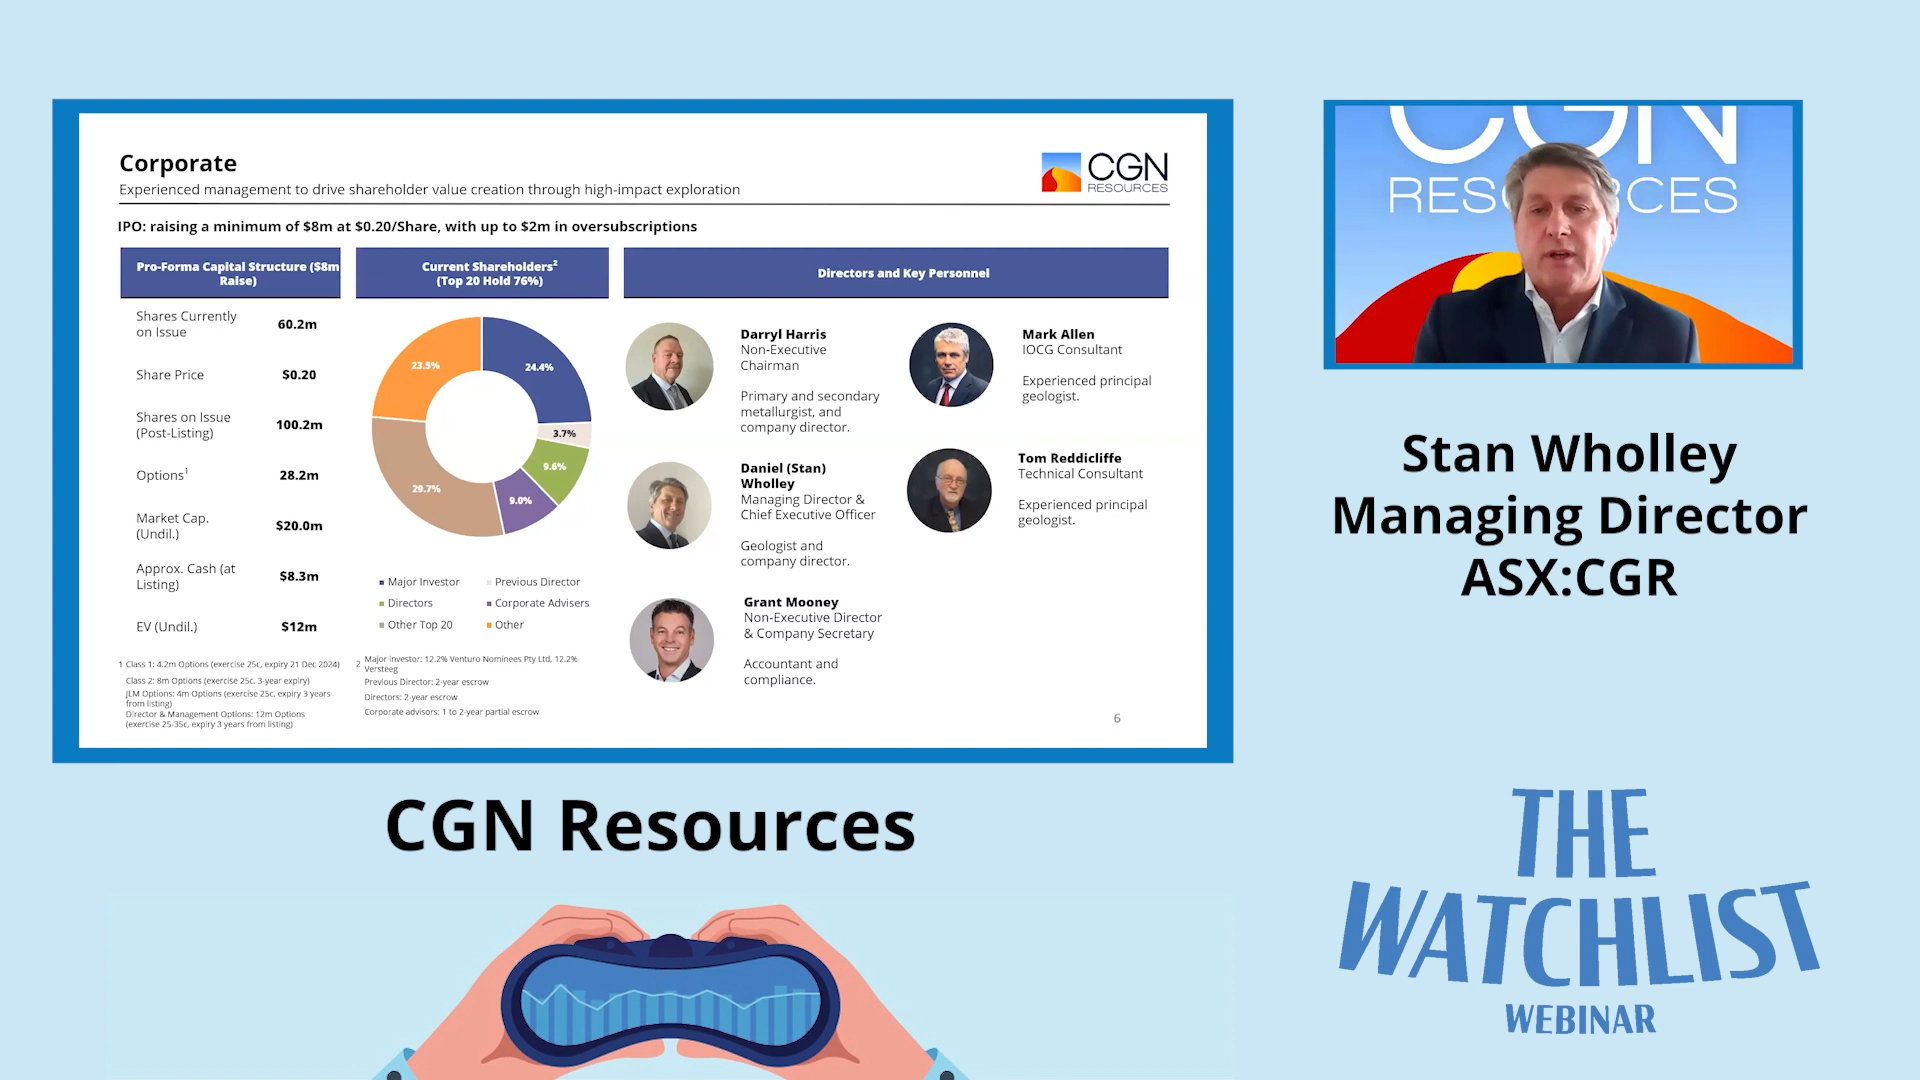 Corporate
Experienced management to drive shareholder value creation through high-impact exploration
CGN
RESOURCES
IPO: raising a minimum of $8m at $0.20/Share, with up to $2m in oversubscriptions
Pro-Forma Capital Structure ($8m
Raise)
Shares Currently
on Issue
60.2m
Share Price
$0.20
Shares on Issue
(Post-Listing)
100.2m
Options1
28.2m
Market Cap.
(Undil.)
$20.0m
Approx. Cash (at
Listing)
$8.3m
EV (Undil.)
$12m
1 Class 1: 4.2m Options (exercise 25c, expiry 21 Dec 2024)
Class 2: 8m Options (exercise 25c, 3-year expiry)
JLM Options: 4m Options (exercise 25c, expiry 3 years
from listing)
Director & Management Options: 12m Options
(exercise 25-35c, expiry 3 years from listing)
Current Shareholders2
(Top 20 Hold 76%)
23.5%
24.4%
3.7%
9.6%
9.0%
29.7%
Major Investor
Previous Director
Directors
Corporate Advisers
Other Top 20
Other
2 Major investor: 12.2% Venturo Nominees Pty Ltd, 12.2%
Versteeg
Previous Director: 2-year escrow
Directors: 2-year escrow
Corporate advisors: 1 to 2-year partial escrow
Directors and Key Personnel
Darryl Harris
Non-Executive
Chairman
Primary and secondary
metallurgist, and
company director.
Daniel (Stan)
Wholley
Managing Director &
Chief Executive Officer
Geologist and
company director.
Grant Mooney
Non-Executive Director
& Company Secretary
Accountant and
compliance.
Mark Allen
IOCG Consultant
Experienced principal
geologist.
Tom Reddicliffe
Technical Consultant
Experienced principal
geologist.
6
CGN
RESOURCES
Stan Wholley
Managing Director
ASX:CGR
CGN Resources
THE
WATCHLIST
WEBINAR